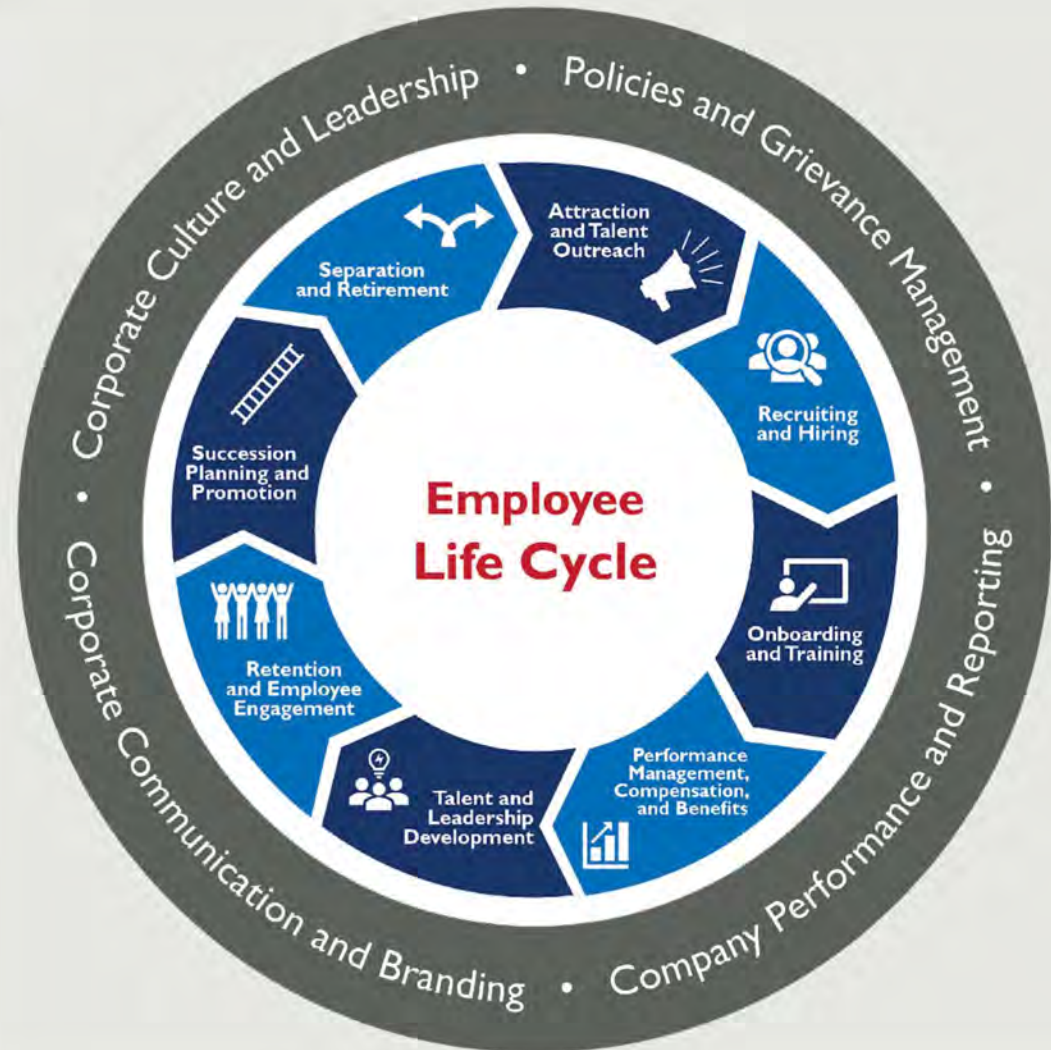 Corporate Culture and Leadership • Policies and Grievance Management • Company Performance and Reporting • Corporate Communication and Branding •
Attraction
and Talent
Outreach
Recruiting
and Hiring
Onboarding
and Training
Performance
Management,
Compensation,
and Benefits
Talent and
Leadership
Development
Retention
and Employee
Engagement
Succession
Planning and
Promotion
Separation
and Retirement
Employee
Life Cycle